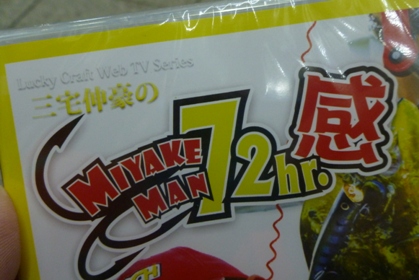 Lucky Craft Web TV Series
三宅伸豪の
MIYAKE MAN 72hr.感